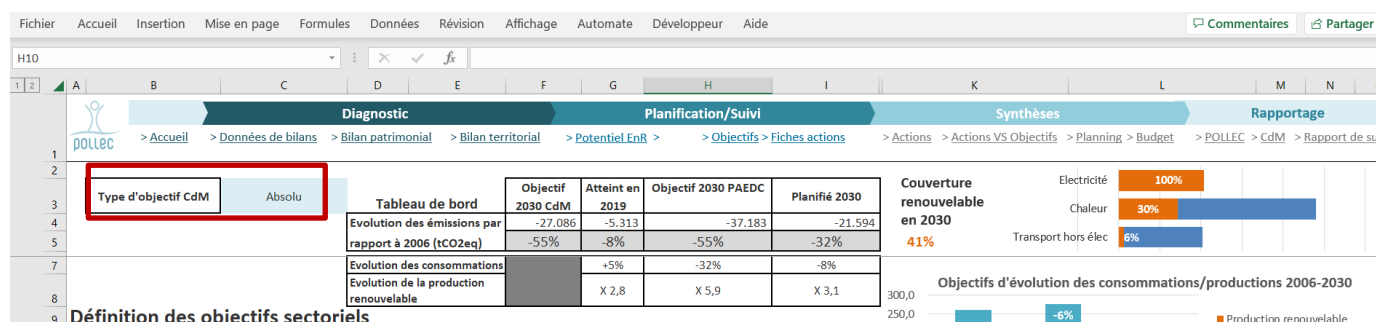 Fichier Accueil Insertion Mise en page Formules Données Révision Affichage Automate Développeur Aide Commentaires Partager
H10 fx
1 2 A B C D E F G H I K L M N
Diagnostic Planification/Suivi Synthèses Rapportage
pollec > Accueil > Données de bilans > Bilan patrimonial > Bilan territorial > Potentiel EnR > > Objectifs > Fiches actions > Actions > Actions VS Objectifs > Planning > Budget > POLLEC > CdM > Rapport de su
1
2
3 Type d'objectif CdM Absolu Tableau de bord Objectif 2030 CdM Atteint en 2019 Objectif 2030 PAEDC Planifié 2030
4 Evolution des émissions par -27.086 -5.313 -37.183 -21.594
5 rapport à 2006 (tCO2eq) -55% -8% -55% -32%
7 Evolution des consommations +5% -32% -8%
8 Evolution de la production renouvelable X 2,8 X 5,9 X 3,1
9 Définition des objectifs sectoriels
Couverture renouvelable en 2030
41%
Electricité 100%
Chaleur 30%
Transport hors élec 6%
Objectifs d'évolution des consommations/productions 2006-2030
300,0
250,0 -6% Production renouvelable